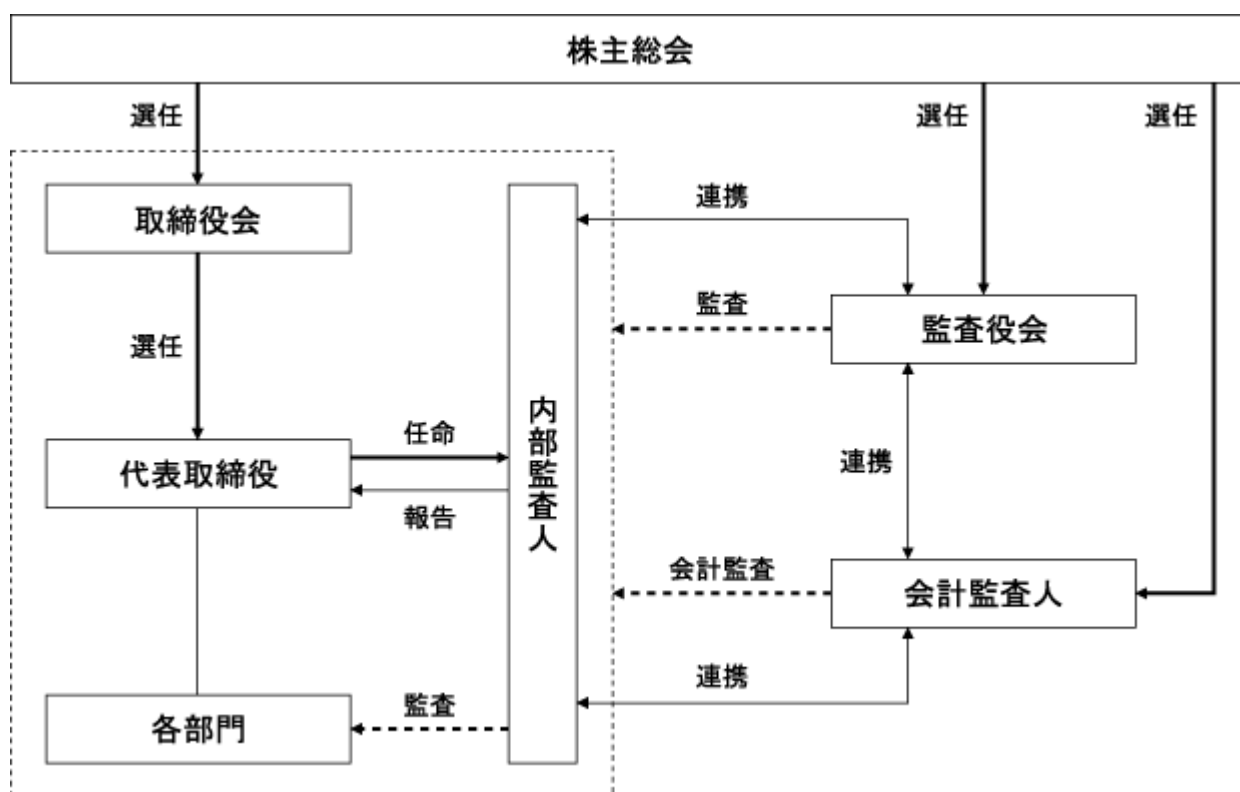 株主総会
選任
選任
選任
取締役会
連携
監査
監査役会
選任
内部監査人
任命
代表取締役
連携
報告
会計監査
会計監査人
連携
監査
各部門